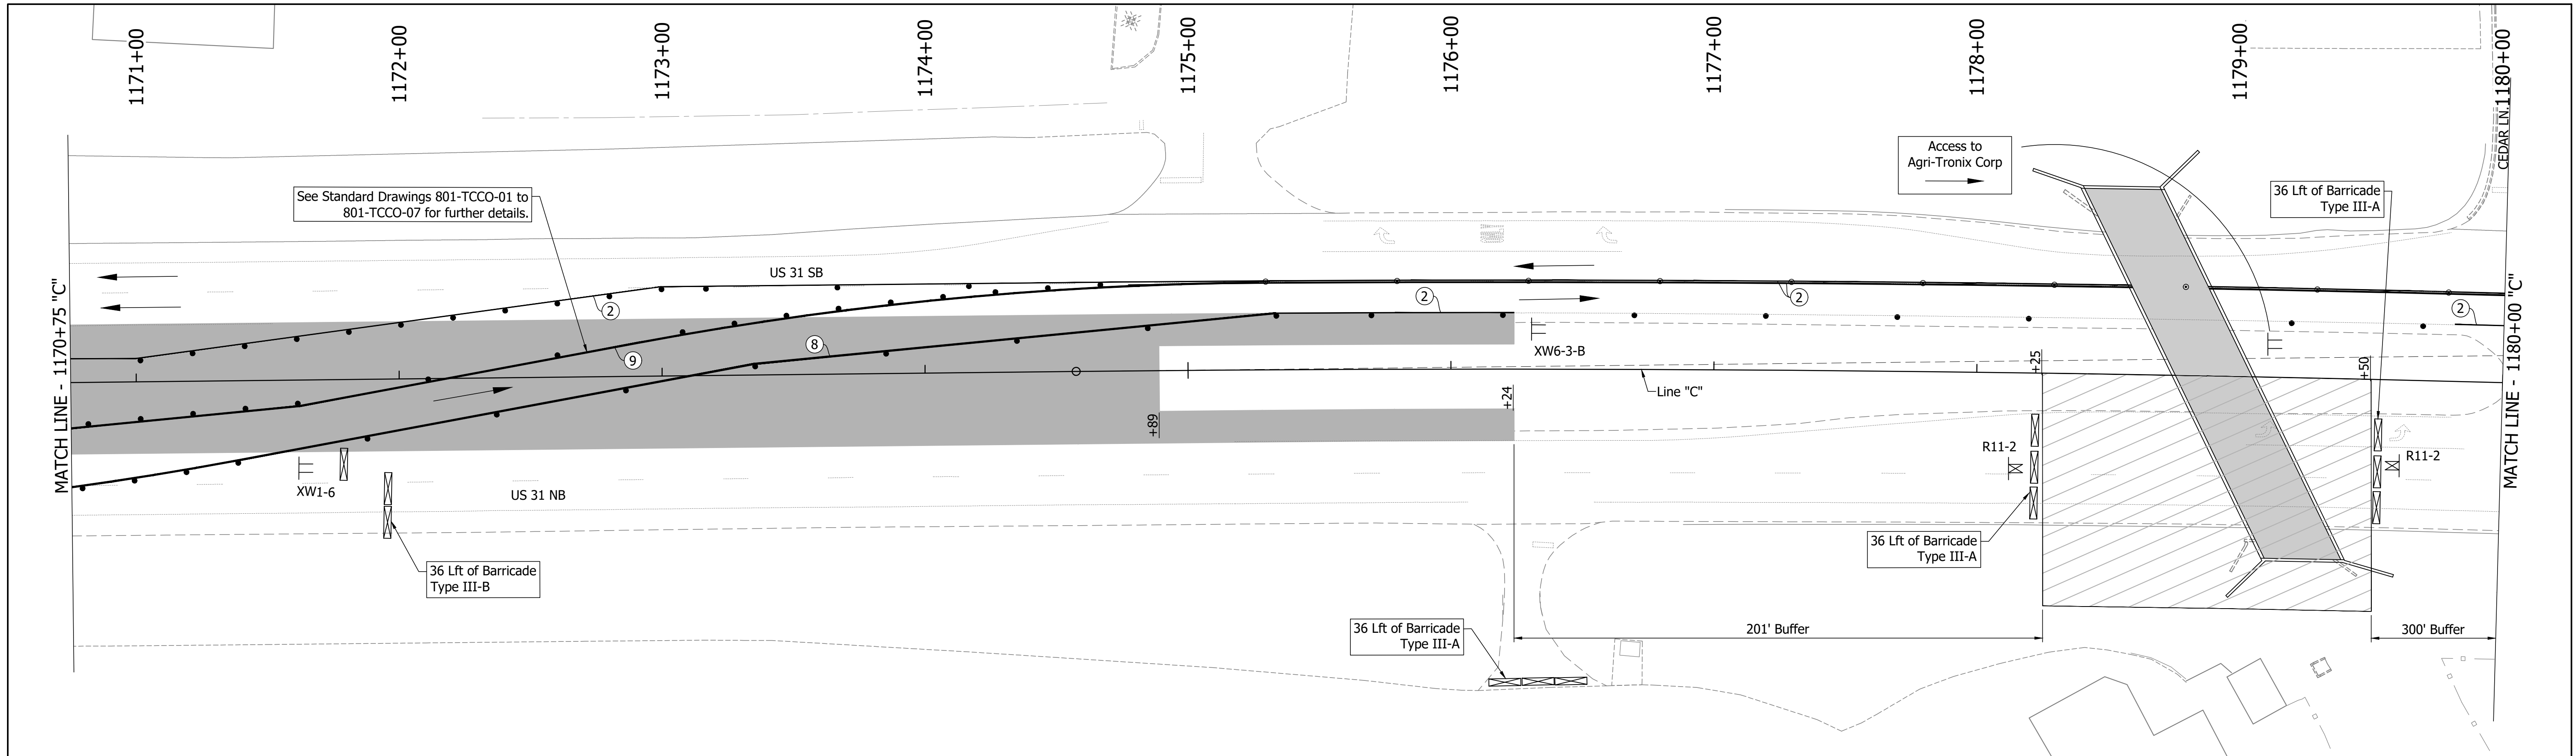 1171+00
1172+00
1173+00
1174+00
1175+00
1176+00
1177+00
1178+00
1179+00
1180+00
CEDAR LN.
Access to
Agri-Tronix Corp
36 Lft of Barricade
Type III-A
See Standard Drawings 801-TCCO-01 to
801-TCCO-07 for further details.
US 31 SB
2
2
2
2
MATCH LINE - 1170+75 "C"
MATCH LINE - 1180+00 "C"
8
9
XW6-3-B
Line "C"
+25
+50
+24
+89
R11-2
R11-2
XW1-6
US 31 NB
36 Lft of Barricade
Type III-B
36 Lft of Barricade
Type III-A
36 Lft of Barricade
Type III-A
201' Buffer
300' Buffer